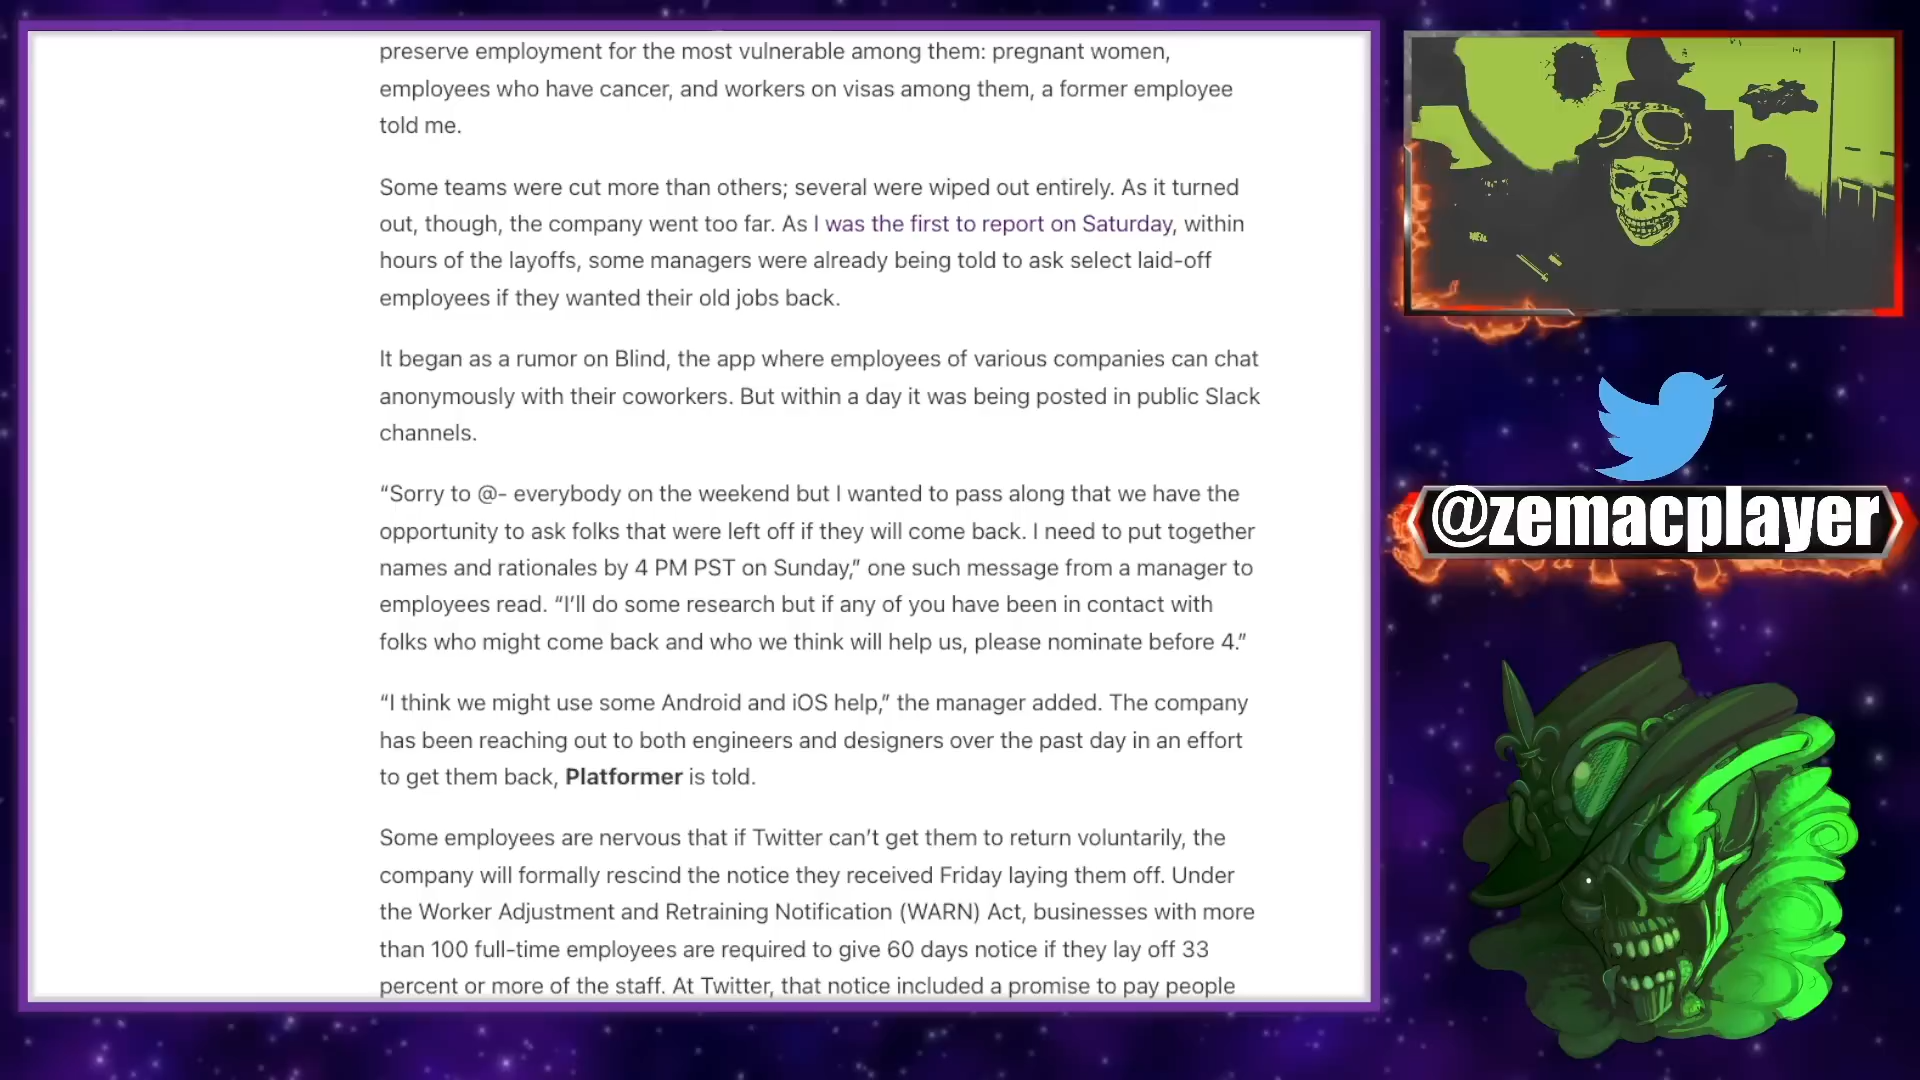 preserve employment for the most vulnerable among them: pregnant women,
employees who have cancer, and workers on visas among them, a former employee
told me.
Some teams were cut more than others; several were wiped out entirely. As it turned
out, though, the company went too far. As I was the first to report on Saturday, within
hours of the layoffs, some managers were already being told to ask select laid-off
employees if they wanted their old jobs back.
It began as a rumor on Blind, the app where employees of various companies can chat
anonymously with their coworkers. But within a day it was being posted in public Slack
channels.
“Sorry to @- everybody on the weekend but I wanted to pass along that we have the
opportunity to ask folks that were left off if they will come back. I need to put together
names and rationales by 4 PM PST on Sunday,” one such message from a manager to
employees read. “I’ll do some research but if any of you have been in contact with
folks who might come back and who we think will help us, please nominate before 4.”
“I think we might use some Android and iOS help,” the manager added. The company
has been reaching out to both engineers and designers over the past day in an effort
to get them back, Platformer is told.
Some employees are nervous that if Twitter can’t get them to return voluntarily, the
company will formally rescind the notice they received Friday laying them off. Under
the Worker Adjustment and Retraining Notification (WARN) Act, businesses with more
than 100 full-time employees are required to give 60 days notice if they lay off 33
percent or more of the staff. At Twitter, that notice included a promise to pay people
@zemacplayer